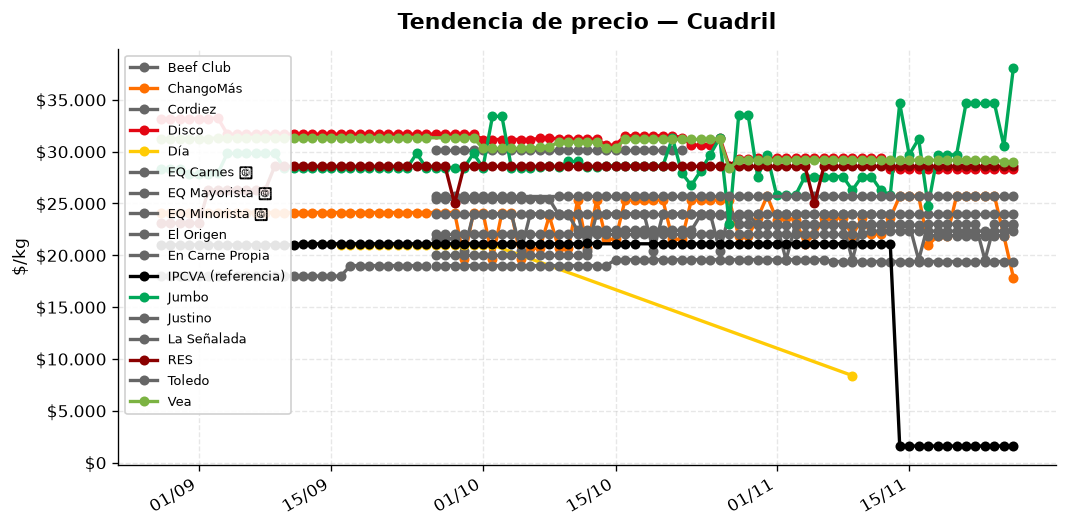 Tendencia de precio — Cuadril
$/kg
$35.000
$30.000
$25.000
$20.000
$15.000
$10.000
$5.000
$0
Beef Club
ChangoMás
Cordiez
Disco
Día
EQ Carnes
EQ Mayorista
EQ Minorista
El Origen
En Carne Propia
IPCVA (referencia)
Jumbo
Justino
La Señalada
RES
Toledo
Vea
01/09
15/09
01/10
15/10
01/11
15/11